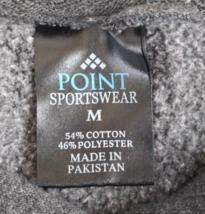 POINT
SPORTSWEAR
M
54% COTTON
46% POLYESTER
MADE IN
PAKISTAN